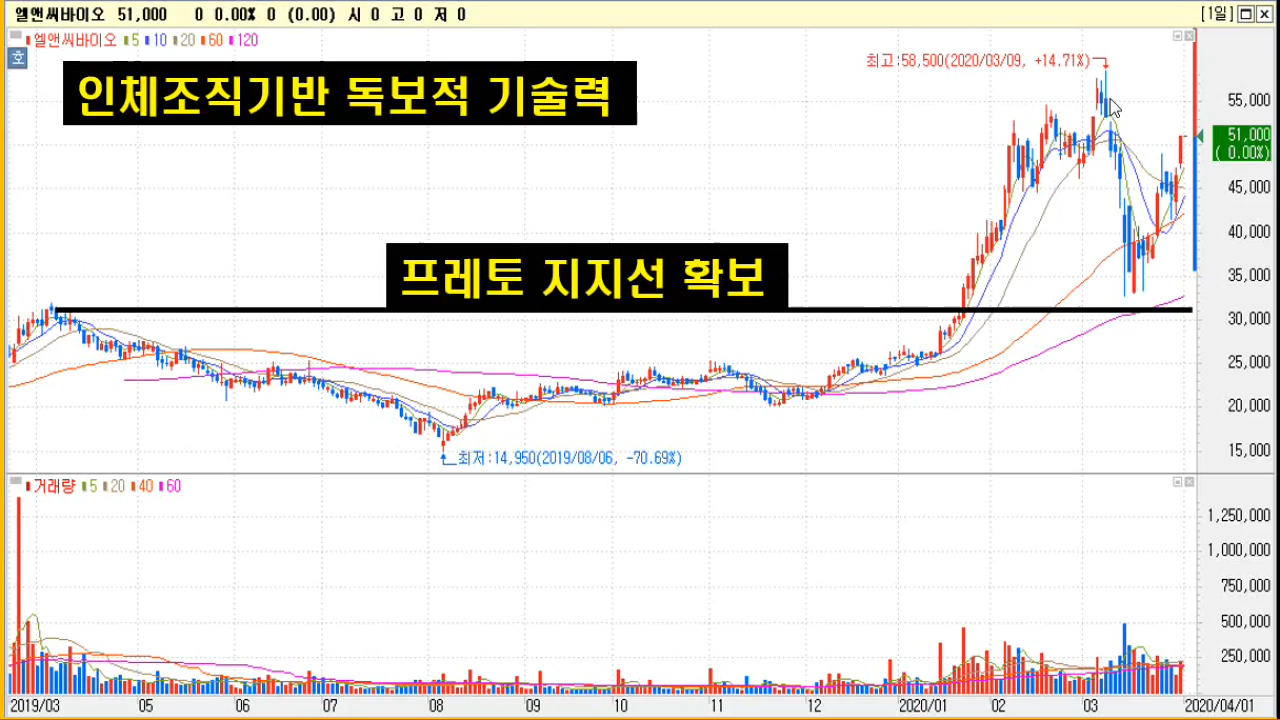 엘앤씨바이오 51,000 0 0.00% 0 (0.00) 시 0 고 0 저 0 [1일]
엘앤씨바이오 5 10 20 60 120
호
최고:58,500(2020/03/09, +14.71%)
인체조직기반 독보적 기술력
55,000
51,000
( 0.00%)
45,000
40,000
프레토 지지선 확보
35,000
30,000
25,000
20,000
15,000
최저:14,950(2019/08/06, -70.69%)
거래량 5 20 40 60
1,250,000
1,000,000
750,000
500,000
250,000
2019/03 05 06 07 08 09 10 11 12 2020/01 02 03 2020/04/01